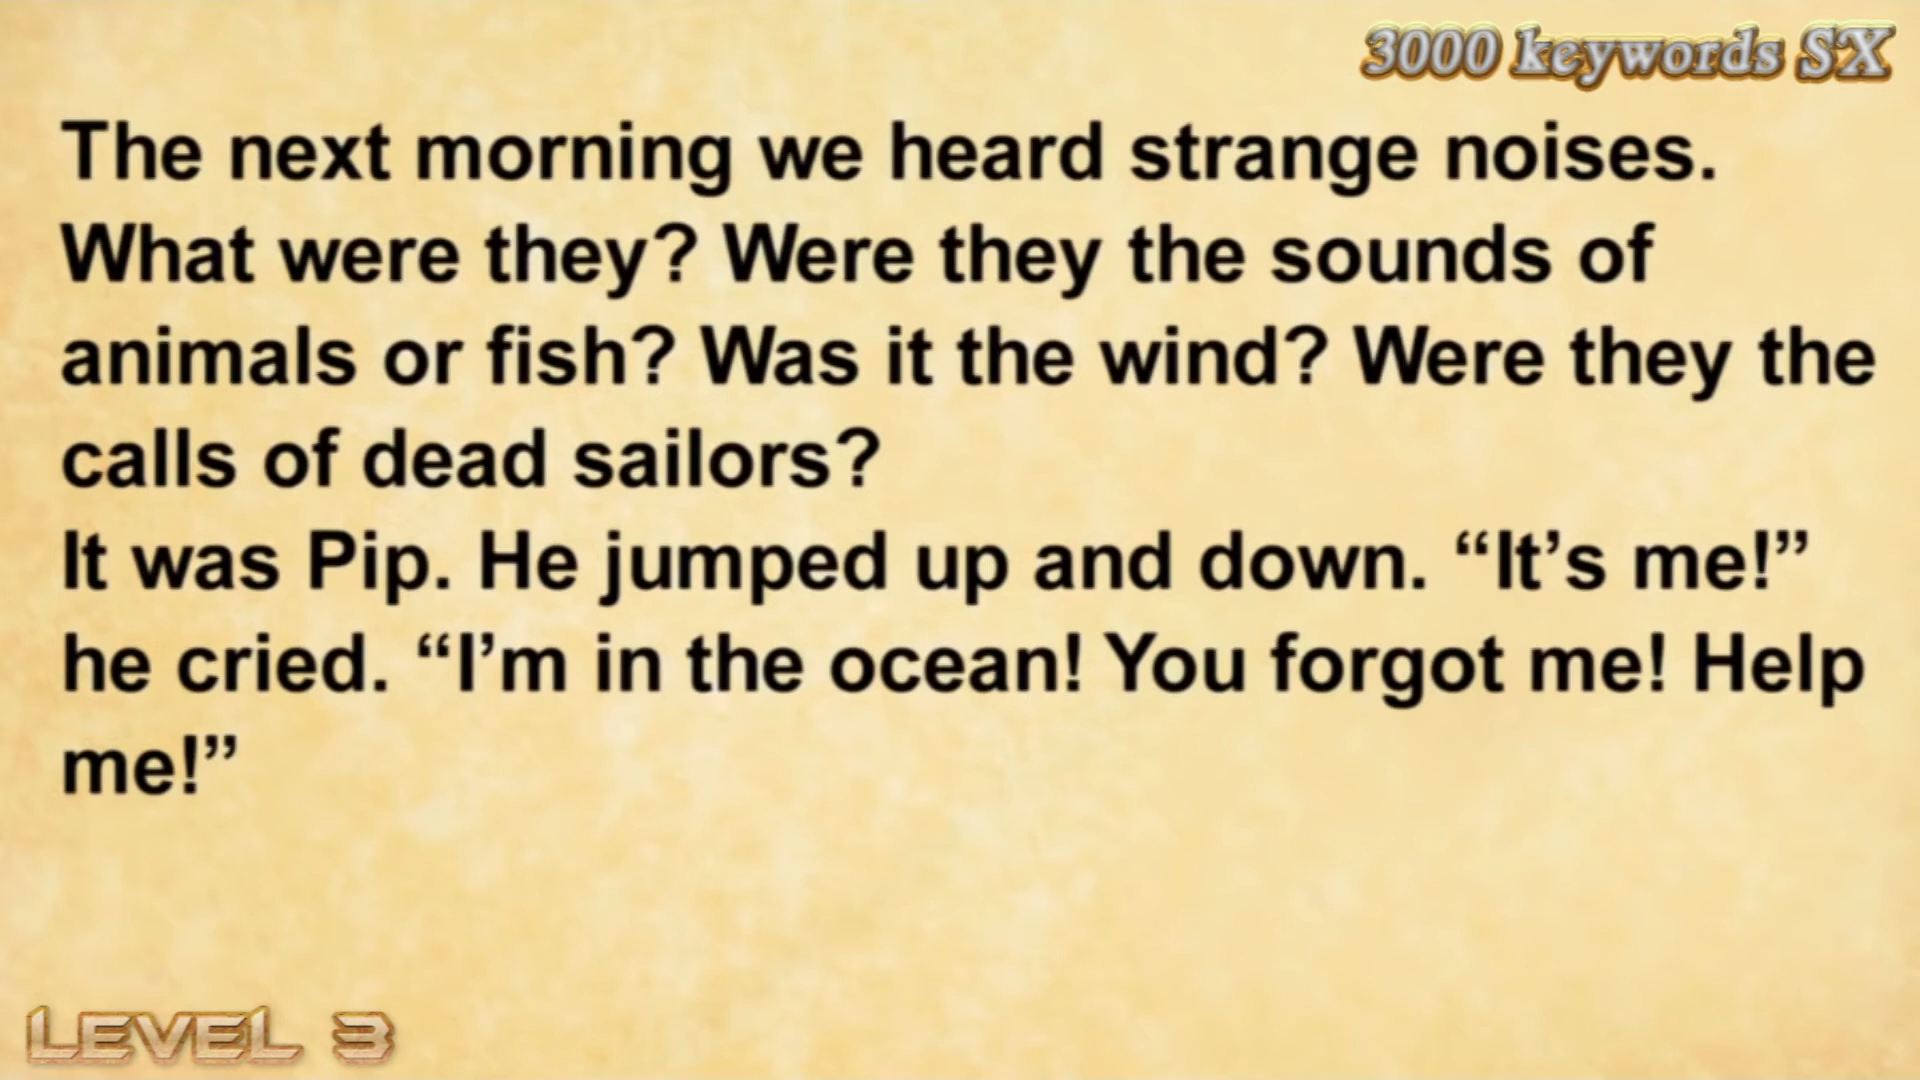 3000 keywords SX
The next morning we heard strange noises.
What were they? Were they the sounds of
animals or fish? Was it the wind? Were they the
calls of dead sailors?
It was Pip. He jumped up and down. “It’s me!”
he cried. “I’m in the ocean! You forgot me! Help
me!”
LEVEL 3